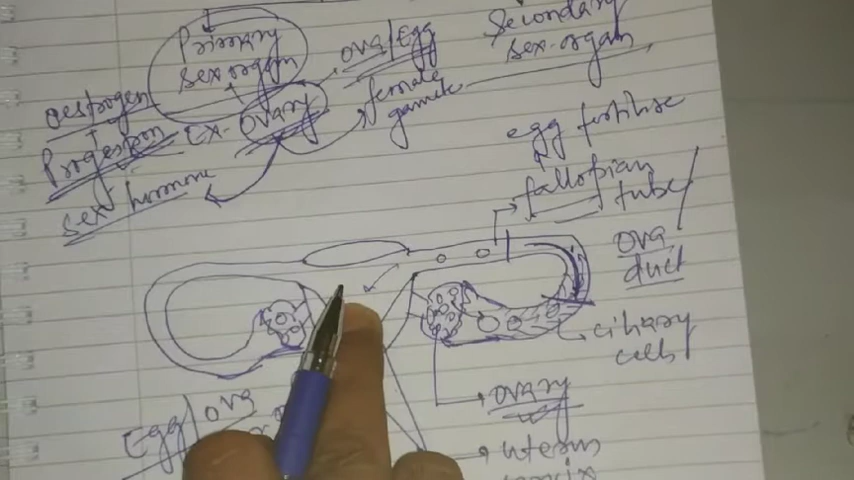 Primary
sex organ
Ova/Egg
female
gamete
Secondary
sex-organ
oestrogen
Progestron
sex hormone
Ex- Ovary
egg fertilise
fallopian
tube/
Ova
duct
ciliary
cells
ovary
Egg/ova
uterus